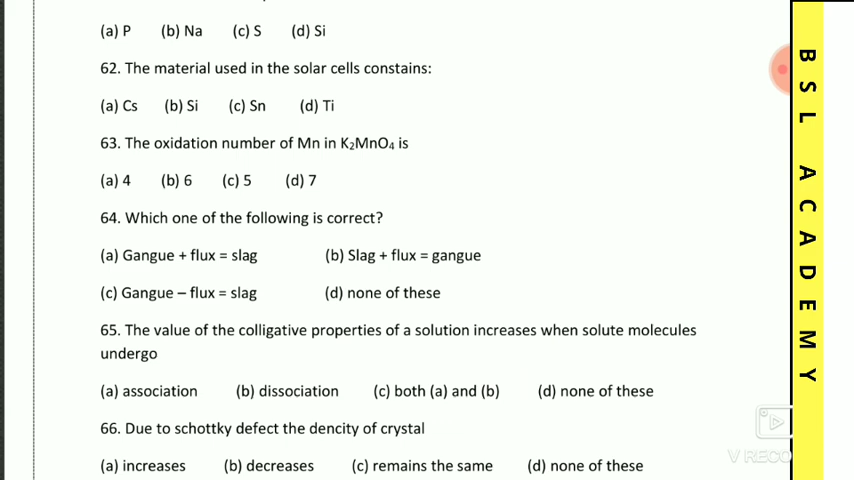 (a) P (b) Na (c) S (d) Si
62. The material used in the solar cells constains:
(a) Cs (b) Si (c) Sn (d) Ti
63. The oxidation number of Mn in K₂MnO₄ is
(a) 4 (b) 6 (c) 5 (d) 7
64. Which one of the following is correct?
(a) Gangue + flux = slag (b) Slag + flux = gangue
(c) Gangue – flux = slag (d) none of these
65. The value of the colligative properties of a solution increases when solute molecules
undergo
(a) association (b) dissociation (c) both (a) and (b) (d) none of these
66. Due to schottky defect the dencity of crystal
(a) increases (b) decreases (c) remains the same (d) none of these
BSL ACADEMY
V RECO